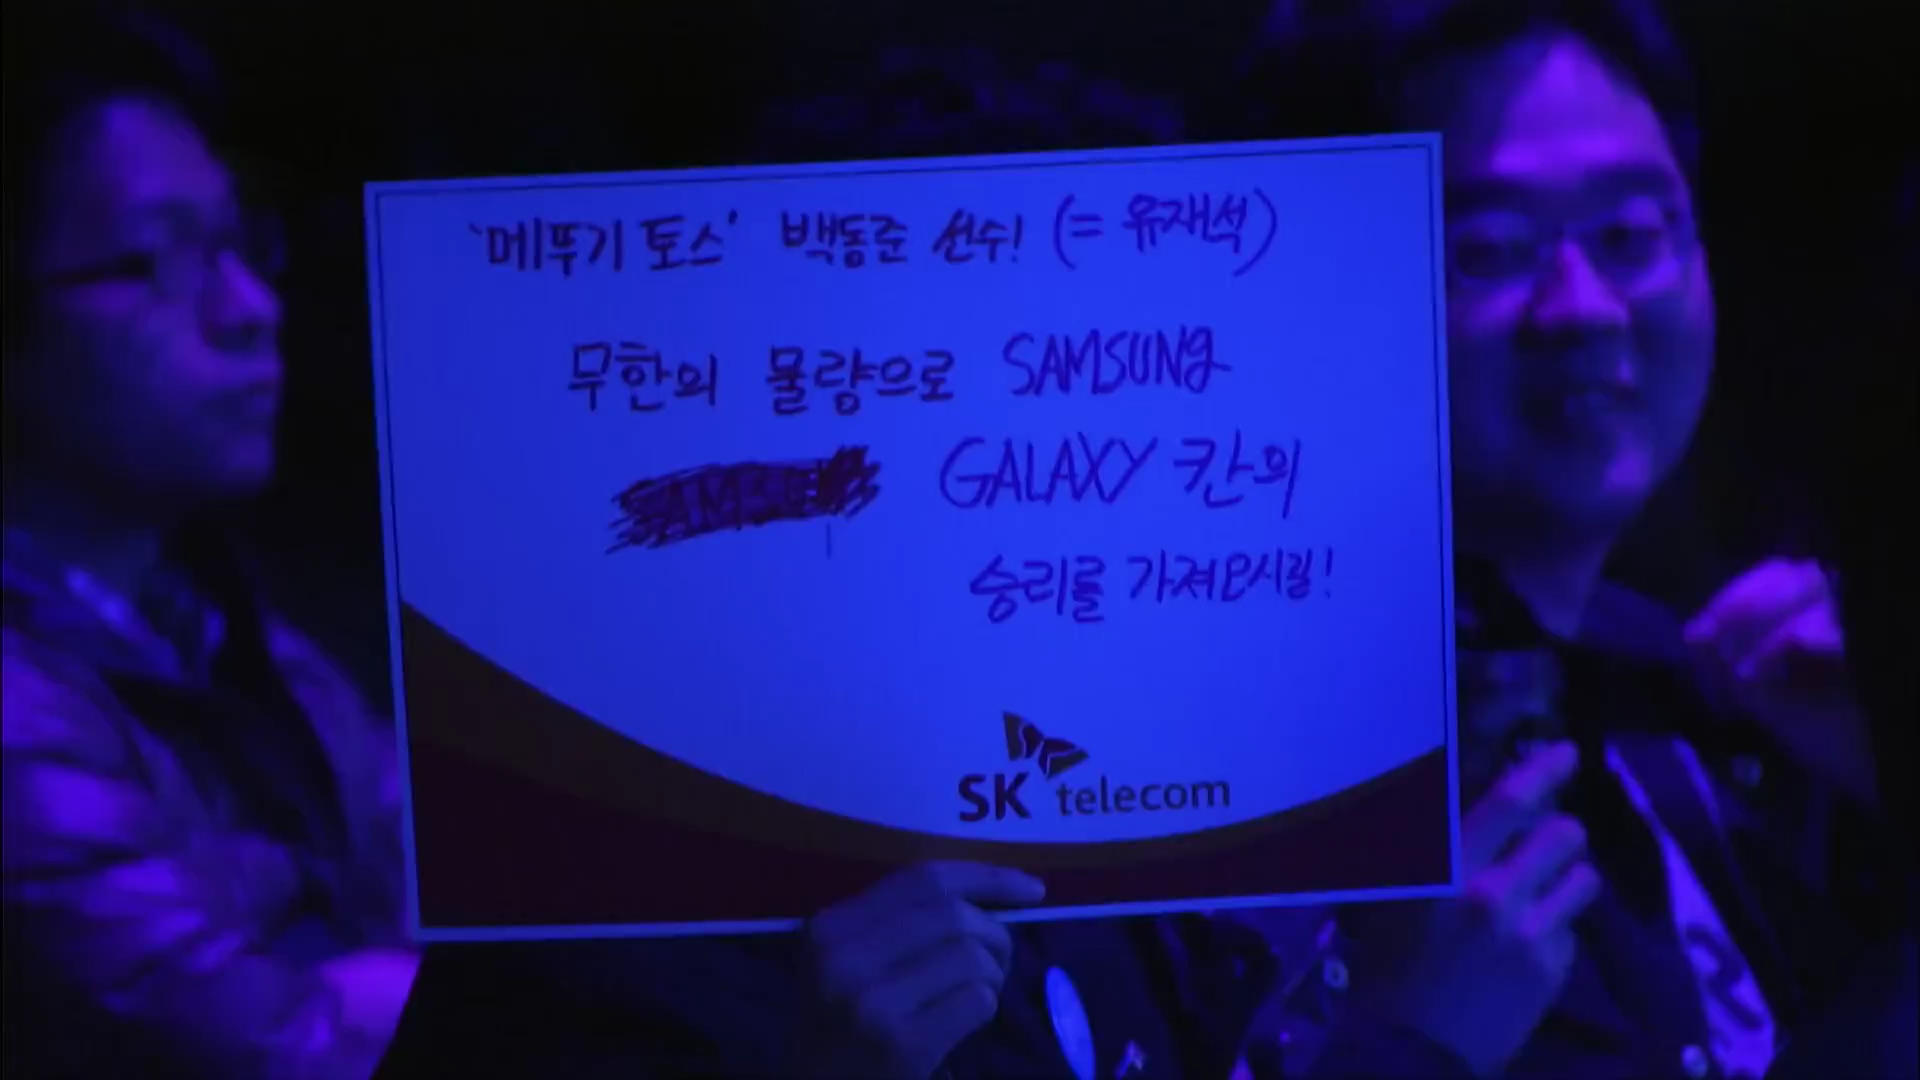 '메뚜기 토스' 백동준 선수! (= 유재석)
무한의 물량으로 SAMSUNG
GALAXY 칸의
승리를 가져오시길!
SK telecom